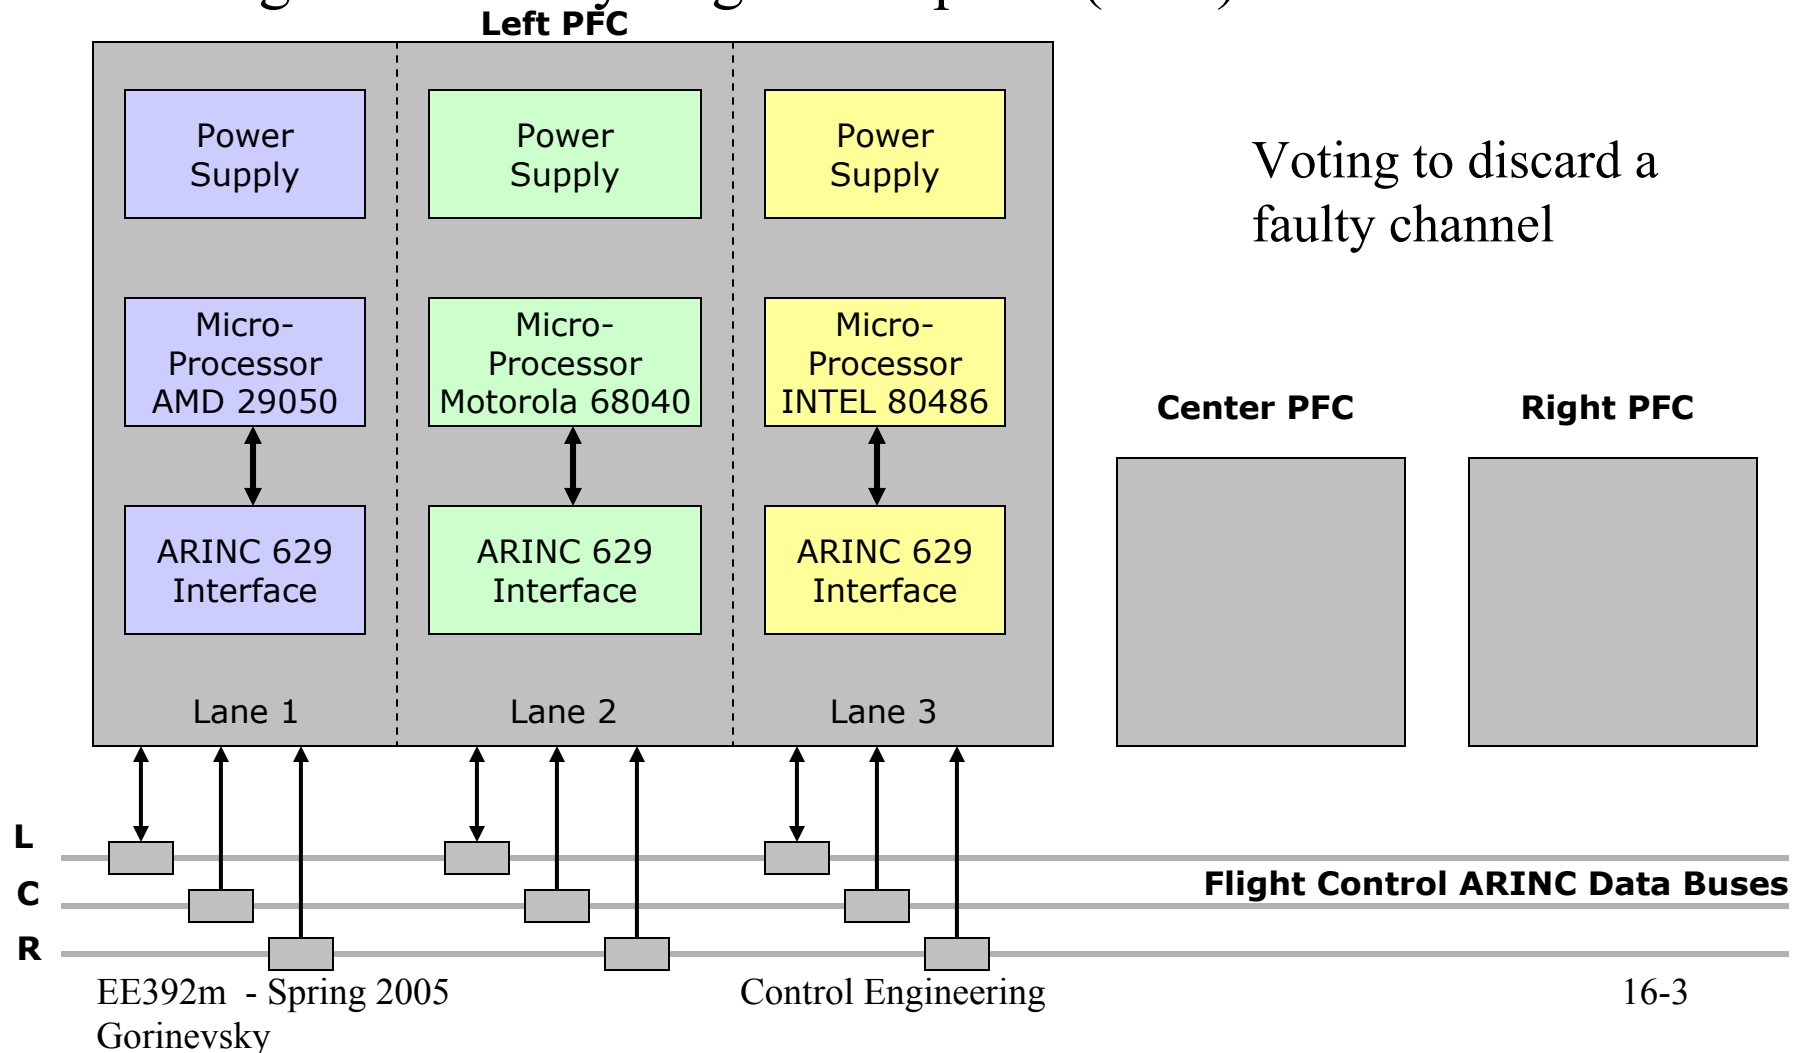 Left PFC
Power
Supply
Power
Supply
Power
Supply
Voting to discard a
faulty channel
Micro-
Processor
AMD 29050
Micro-
Processor
Motorola 68040
Micro-
Processor
INTEL 80486
Center PFC
Right PFC
ARINC 629
Interface
ARINC 629
Interface
ARINC 629
Interface
Lane 1
Lane 2
Lane 3
L
C
R
Flight Control ARINC Data Buses
EE392m - Spring 2005
Gorinevsky
Control Engineering
16-3